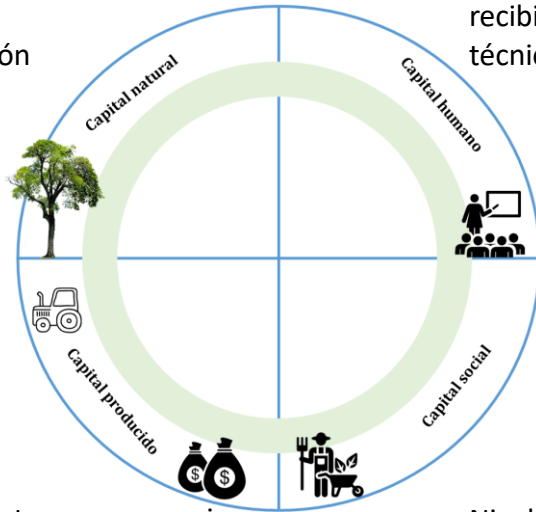 recibi
técnic
ón
Capital natural
Capital humano
Capital producido
Capital social
$ $